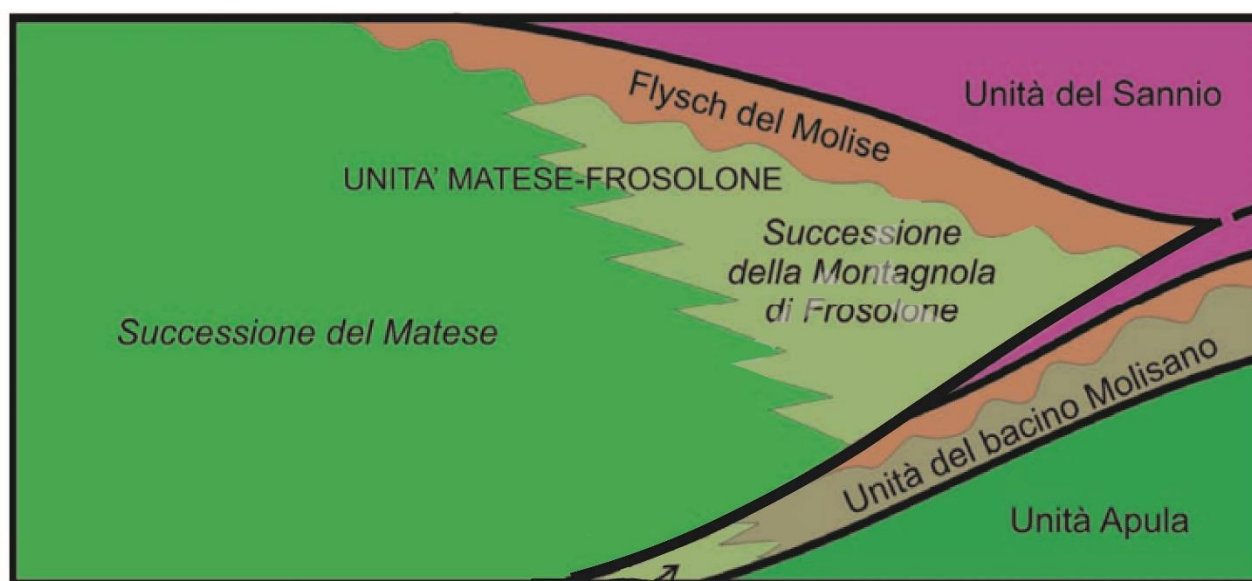 Flysch del Molise
Unità del Sannio
UNITA' MATESE-FROSOLONE
Successione
della Montagnola
di Frosolone
Successione del Matese
Unità del bacino Molisano
Unità Apula